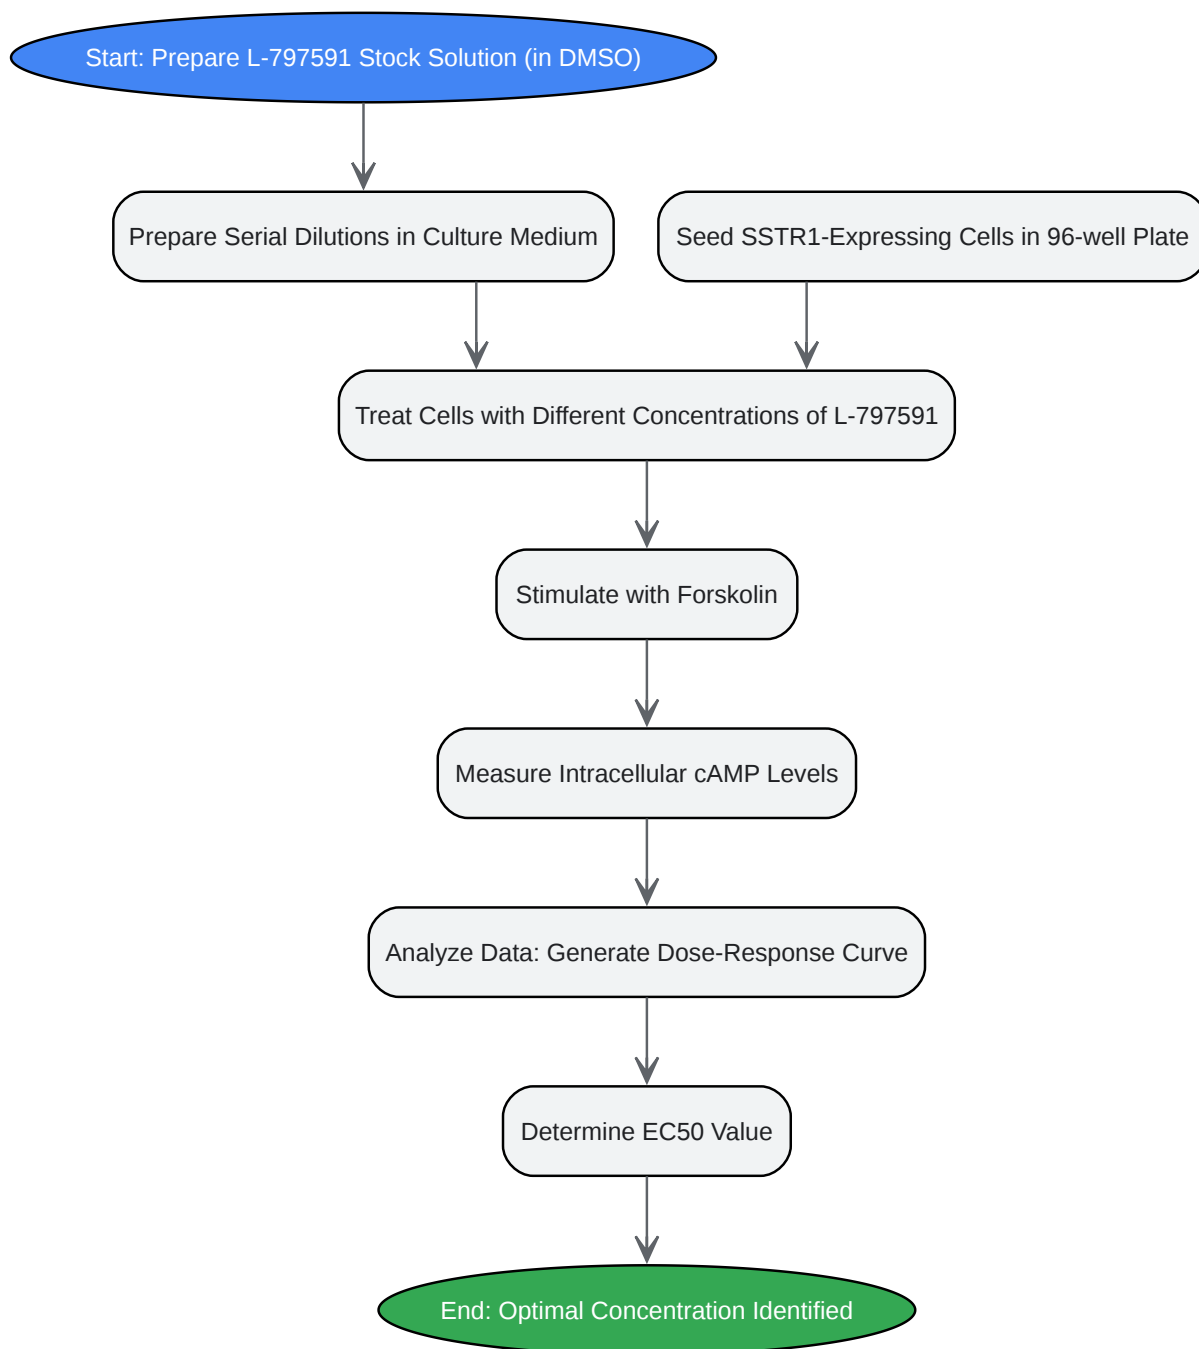 Start: Prepare L-797591 Stock Solution (in DMSO)
Prepare Serial Dilutions in Culture Medium
Seed SSTR1-Expressing Cells in 96-well Plate
Treat Cells with Different Concentrations of L-797591
Stimulate with Forskolin
Measure Intracellular cAMP Levels
Analyze Data: Generate Dose-Response Curve
Determine EC50 Value
End: Optimal Concentration Identified